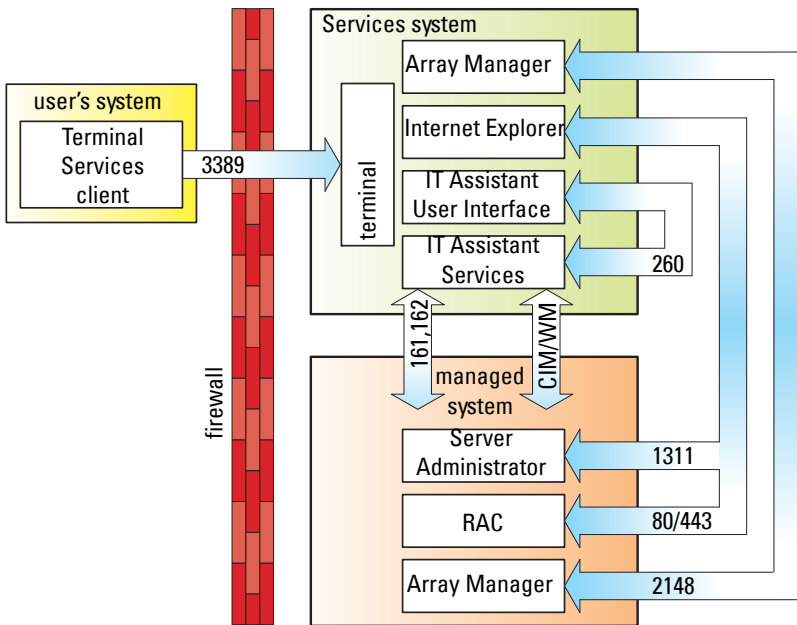 Services system
Array Manager
user's system
Terminal
Services
client
3389
terminal
Internet Explorer
IT Assistant
User Interface
IT Assistant
Services
260
161,162
CIM/WM
firewall
managed
system
Server
Administrator
1311
RAC
80/443
Array Manager
2148